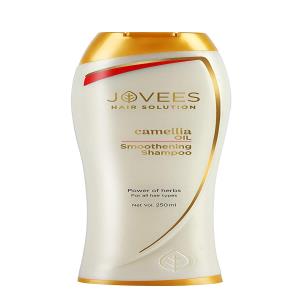 JOVEES
HAIR SOLUTION
camellia
OIL
Smoothening
Shampoo
Power of herbs
For all hair types
Net Vol. 250ml